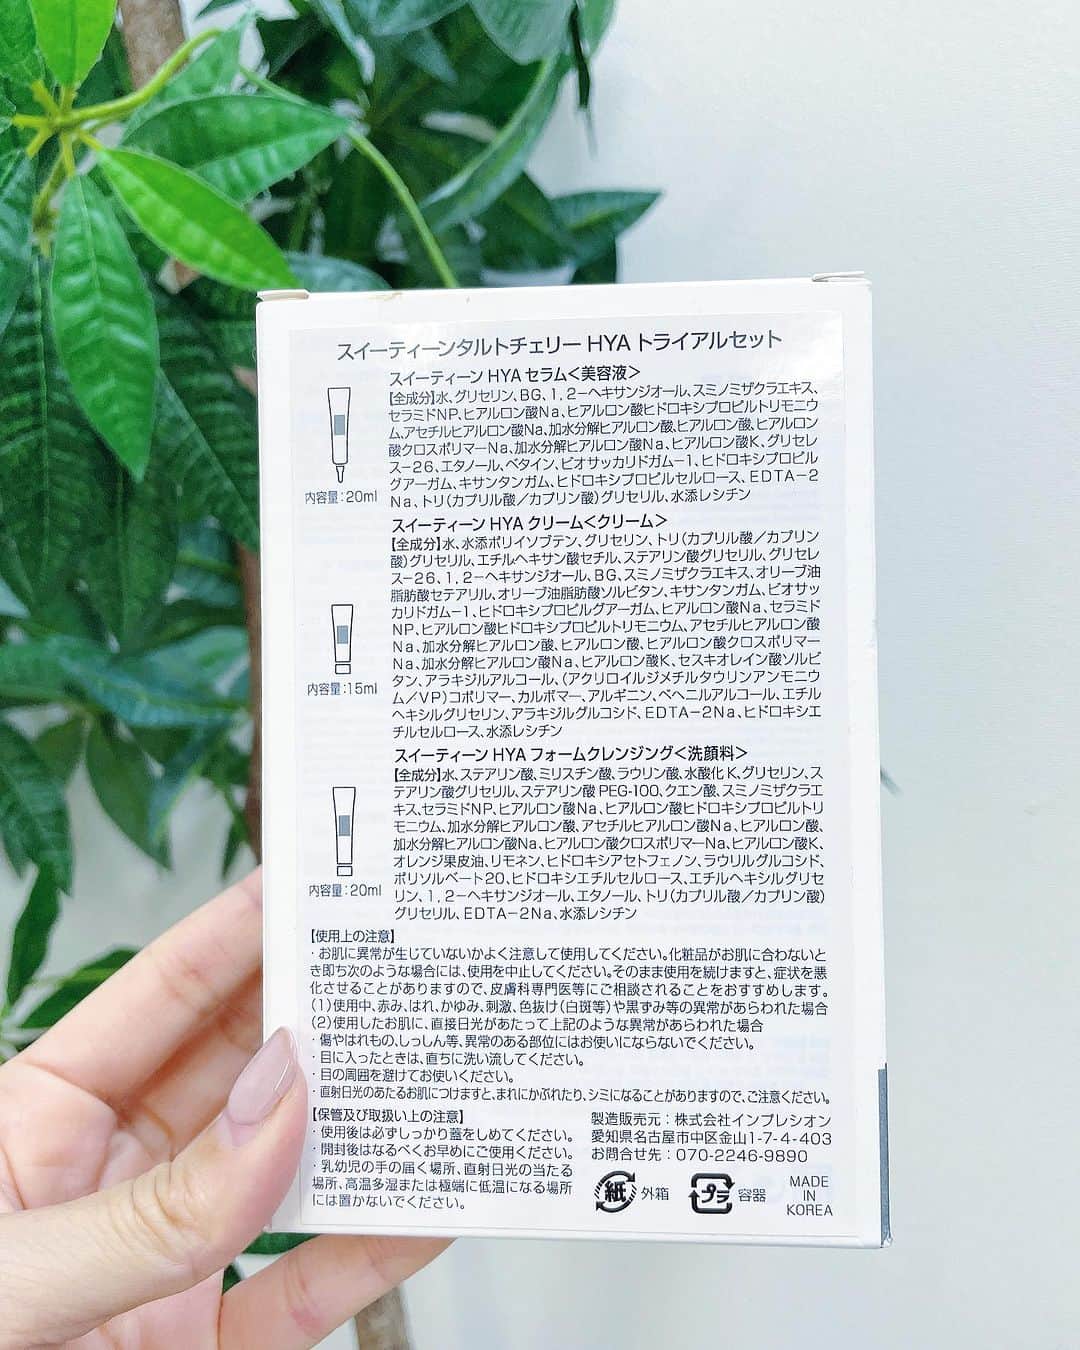 スイーティーンタルトチェリー HYA トライアルセット
スイーティーン HYA セラム＜美容液＞
【全成分】水、グリセリン、BG、1, 2-ヘキサンジオール、スミノミザクラエキス、
セラミドNP、ヒアルロン酸Na、ヒアルロン酸ヒドロキシプロピルトリモニウ
ム、アセチルヒアルロン酸Na、加水分解ヒアルロン酸、ヒアルロン酸、ヒアルロン
酸クロスポリマーNa、加水分解ヒアルロン酸Na、ヒアルロン酸K、グリセレ
ス-26、エタノール、ベタイン、ビオサッカリドガム-1、ヒドロキシプロピル
グアーガム、キサンタンガム、ヒドロキシプロピルセルロース、EDTA-2
Na、トリ（カプリル酸／カプリン酸）グリセリル、水添レシチン
内容量：20ml
スイーティーン HYA クリーム＜クリーム＞
【全成分】水、水添ポリイソブテン、グリセリン、トリ（カプリル酸／カプリン
酸）グリセリル、エチルヘキサン酸セチル、ステアリン酸グリセリル、グリセレ
ス-26、1, 2-ヘキサンジオール、BG、スミノミザクラエキス、オリーブ油
脂肪酸セテアリル、オリーブ油脂肪酸ソルビタン、キサンタンガム、ビオサッ
カリドガム-1、ヒドロキシプロピルグアーガム、ヒアルロン酸Na、セラミド
NP、ヒアルロン酸ヒドロキシプロピルトリモニウム、アセチルヒアルロン酸
Na、加水分解ヒアルロン酸、ヒアルロン酸、ヒアルロン酸クロスポリマー
Na、加水分解ヒアルロン酸Na、ヒアルロン酸K、セスキオレイン酸ソルビ
タン、アラキジルアルコール、（アクリロイルジメチルタウリンアンモニウ
ム／VP）コポリマー、カルボマー、アルギニン、ベヘニルアルコール、エチル
ヘキシルグリセリン、アラキジルグルコシド、EDTA-2Na、ヒドロキシエ
チルセルロース、水添レシチン
内容量：15ml
スイーティーン HYA フォームクレンジング＜洗顔料＞
【全成分】水、ステアリン酸、ミリスチン酸、ラウリン酸、水酸化K、グリセリン、ス
テアリン酸グリセリル、ステアリン酸 PEG-100、クエン酸、スミノミザクラエ
キス、セラミドNP、ヒアルロン酸Na、ヒアルロン酸ヒドロキシプロピルトリ
モニウム、加水分解ヒアルロン酸、アセチルヒアルロン酸Na、ヒアルロン酸、
加水分解ヒアルロン酸Na、ヒアルロン酸クロスポリマーNa、ヒアルロン酸K、
オレンジ果皮油、リモネン、ヒドロキシアセトフェノン、ラウリルグルコシド、
ポリソルベート20、ヒドロキシエチルセルロース、エチルヘキシルグリセ
リン、1, 2-ヘキサンジオール、エタノール、トリ（カプリル酸／カプリン酸）
グリセリル、EDTA-2Na、水添レシチン
内容量：20ml
【使用上の注意】
・お肌に異常が生じていないかよく注意して使用してください。化粧品がお肌に合わないと
き即ち次のような場合には、使用を中止してください。そのまま使用を続けますと、症状を悪
化させることがありますので、皮膚科専門医等にご相談されることをおすすめします。
（1）使用中、赤み、はれ、かゆみ、刺激、色抜け（白斑等）や黒ずみ等の異常があらわれた場合
（2）使用したお肌に、直接日光があたって上記のような異常があらわれた場合
・傷やはれもの、しっしん等、異常のある部位にはお使いにならないでください。
・目に入ったときは、直ちに洗い流してください。
・目の周囲を避けてお使いください。
・直射日光のあたるお肌につけますと、まれにかぶれたり、シミになることがありますので、ご注意ください。
【保管及び取扱い上の注意】
・使用後は必ずしっかり蓋をしめてください。
・開封後はなるべくお早めにご使用ください。
・乳幼児の手の届く場所、直射日光の当たる
場所、高温多湿または極端に低温になる場所
には置かないでください。
製造販売元：株式会社インプレシオン
愛知県名古屋市中区金山1-7-4-403
お問合せ先：070-2246-9890
紙 外箱
プラ 容器
MADE
IN
KOREA